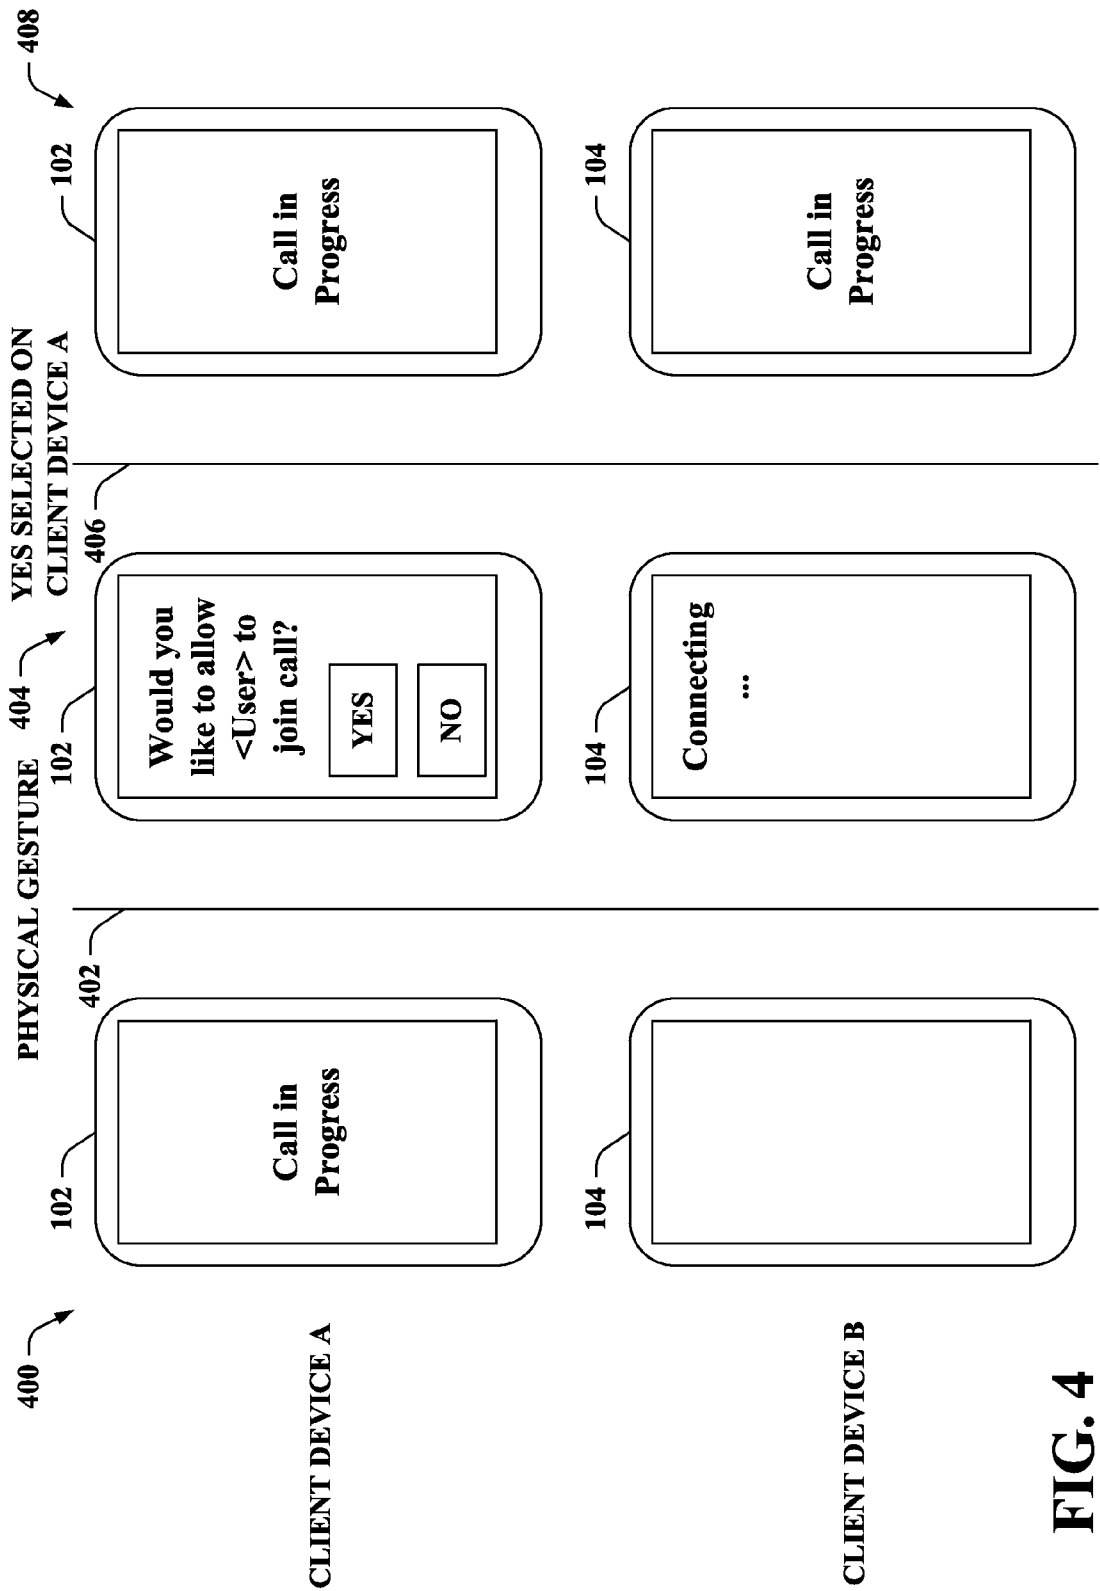 PHYSICAL GESTURE
YES SELECTED ON
CLIENT DEVICE A
400
402
404
406
408
CLIENT DEVICE A
102
Call in
Progress
102
Would you
like to allow
<User> to
join call?
YES
NO
102
Call in
Progress
CLIENT DEVICE B
104
104
Connecting
...
104
Call in
Progress
FIG. 4